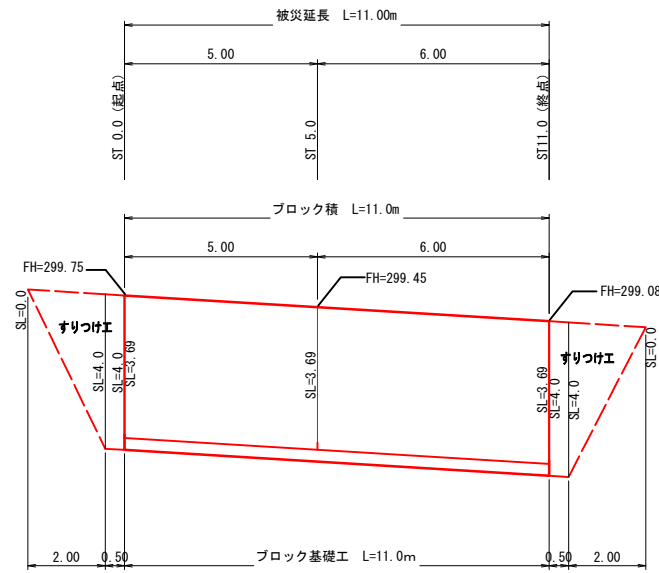 被災延長 L=11.00m
5.00
6.00
ST 0.0 (起点)
ST 5.0
ST11.0 (終点)
ブロック積 L=11.0m
5.00
6.00
FH=299.75
FH=299.45
FH=299.08
SL=0.0
すりつけ工
SL=4.0
SL=4.0
SL=3.69
SL=3.69
SL=3.69
SL=4.0
SL=4.0
すりつけ工
SL=0.0
2.00
0.50
ブロック基礎工 L=11.0m
0.50
2.00